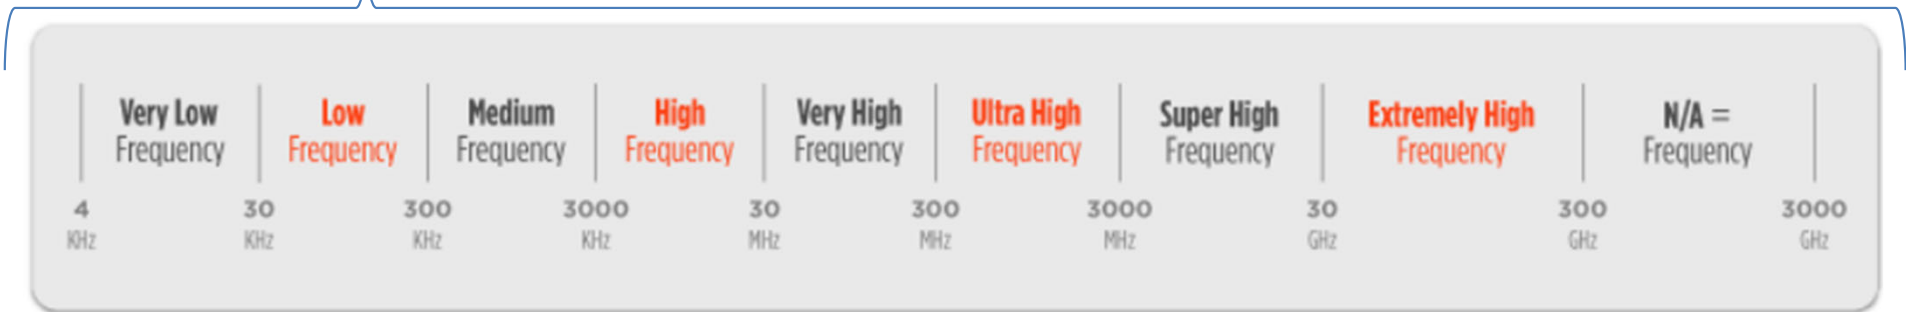 Very Low Low Medium High Very High Ultra High Super High Extremely High N/A =
Frequency Frequency Frequency Frequency Frequency Frequency Frequency Frequency Frequency
4 30 300 3000 30 300 3000 30 300 3000
KHz KHz KHz KHz MHz MHz MHz GHz GHz GHz